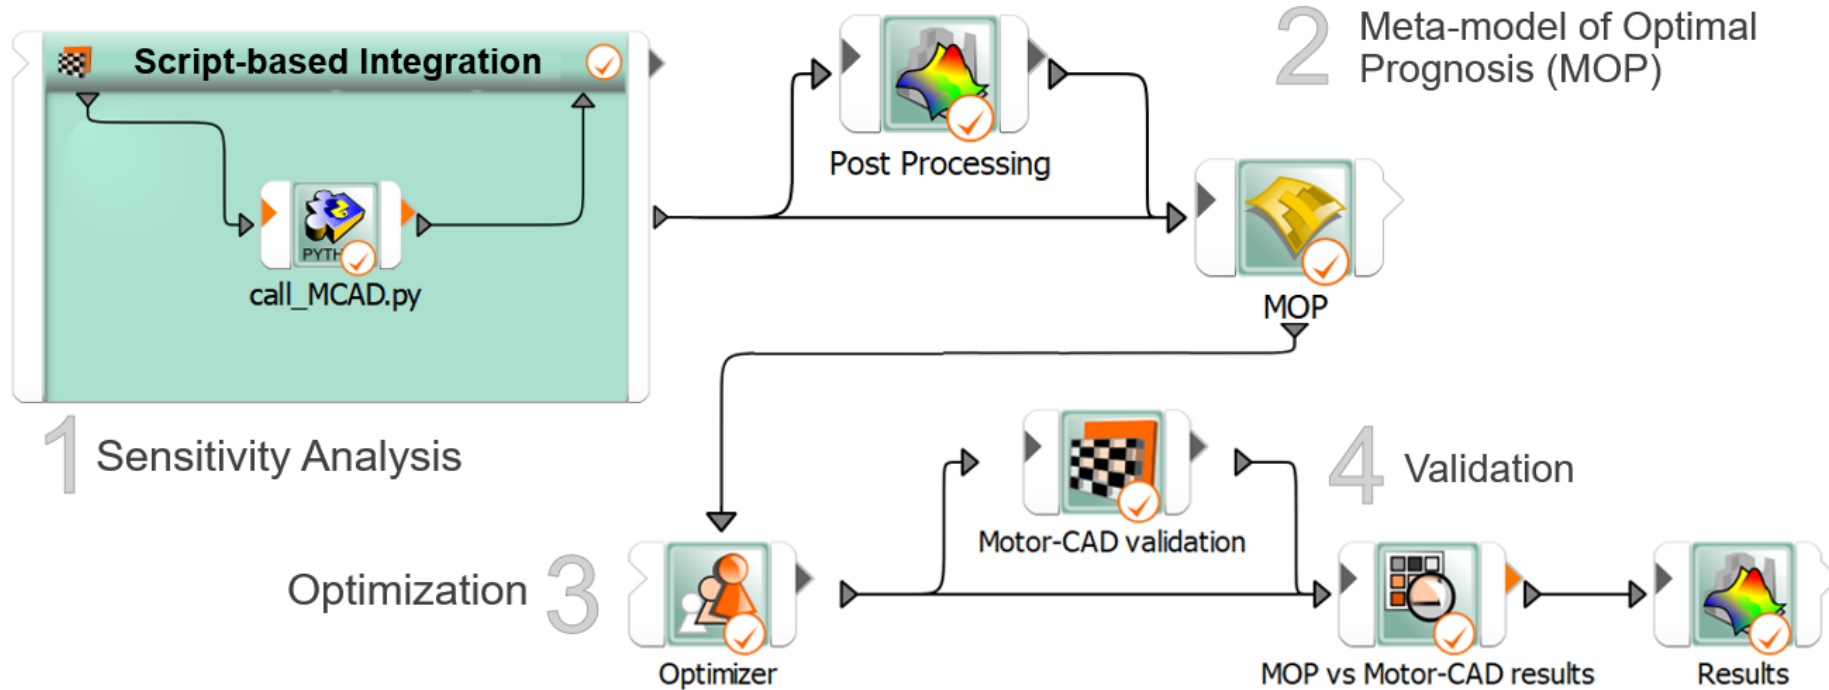 Script-based Integration
PYTH
call_MCAD.py
Post Processing
2
Meta-model of Optimal
Prognosis (MOP)
MOP
1
Sensitivity Analysis
Motor-CAD validation
4
Validation
Optimization
3
Optimizer
MOP vs Motor-CAD results
Results